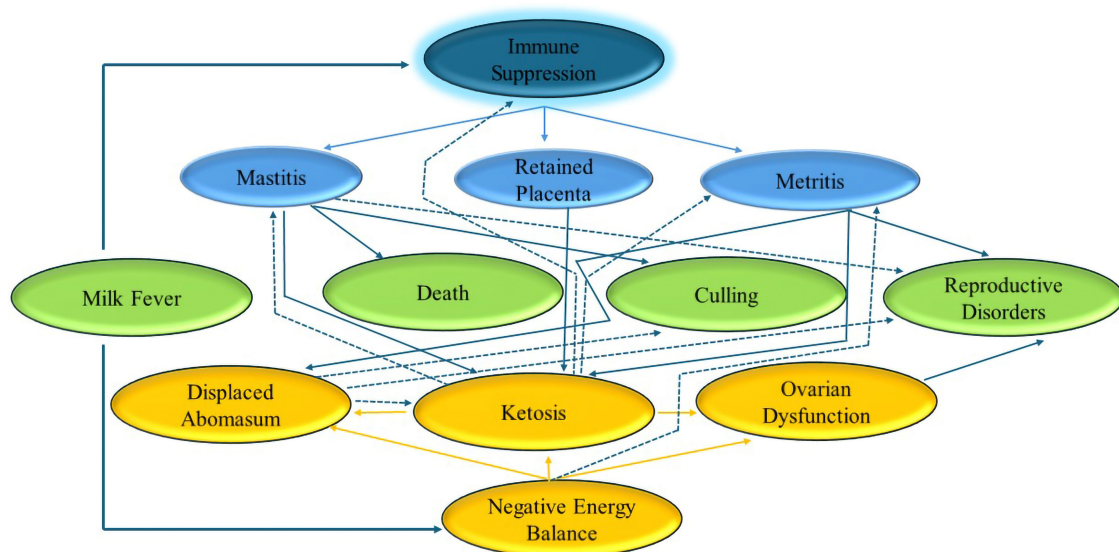 Immune
Suppression
Mastitis
Retained
Placenta
Metritis
Milk Fever
Death
Culling
Reproductive
Disorders
Displaced
Abomasum
Ketosis
Ovarian
Dysfunction
Negative Energy
Balance